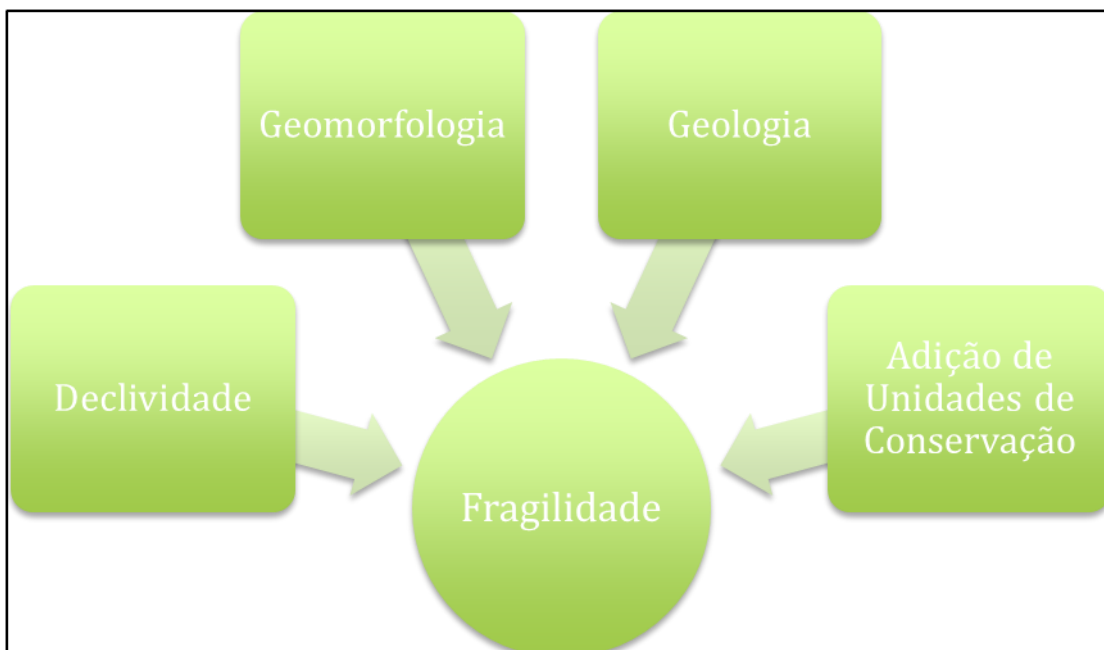 Geomorfologia
Geologia
Declividade
Adição de
Unidades de
Conservação
Fragilidade